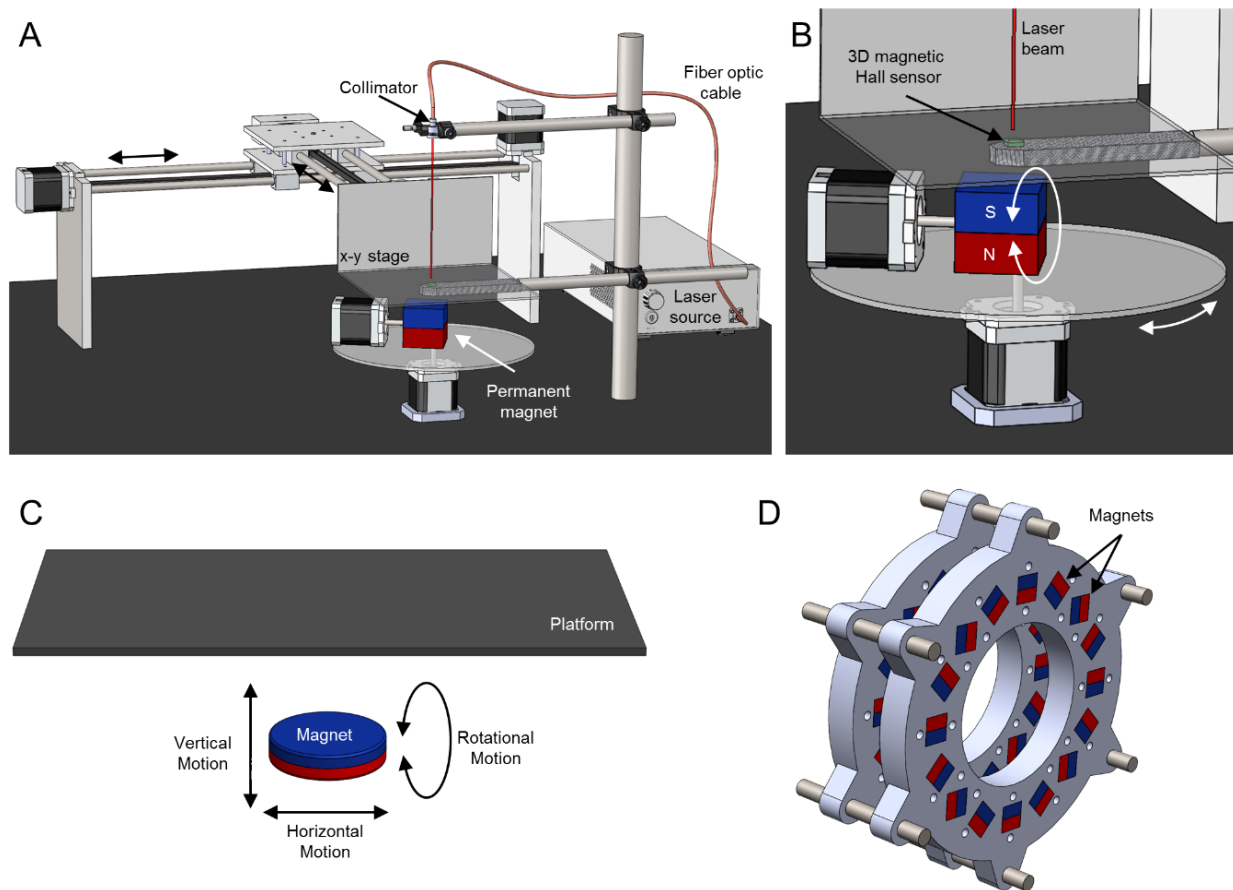 A
Collimator
Fiber optic
cable
x-y stage
Laser
source
Permanent
magnet
B
Laser
beam
3D magnetic
Hall sensor
S
N
C
Platform
Magnet
Vertical
Motion
Rotational
Motion
Horizontal
Motion
D
Magnets